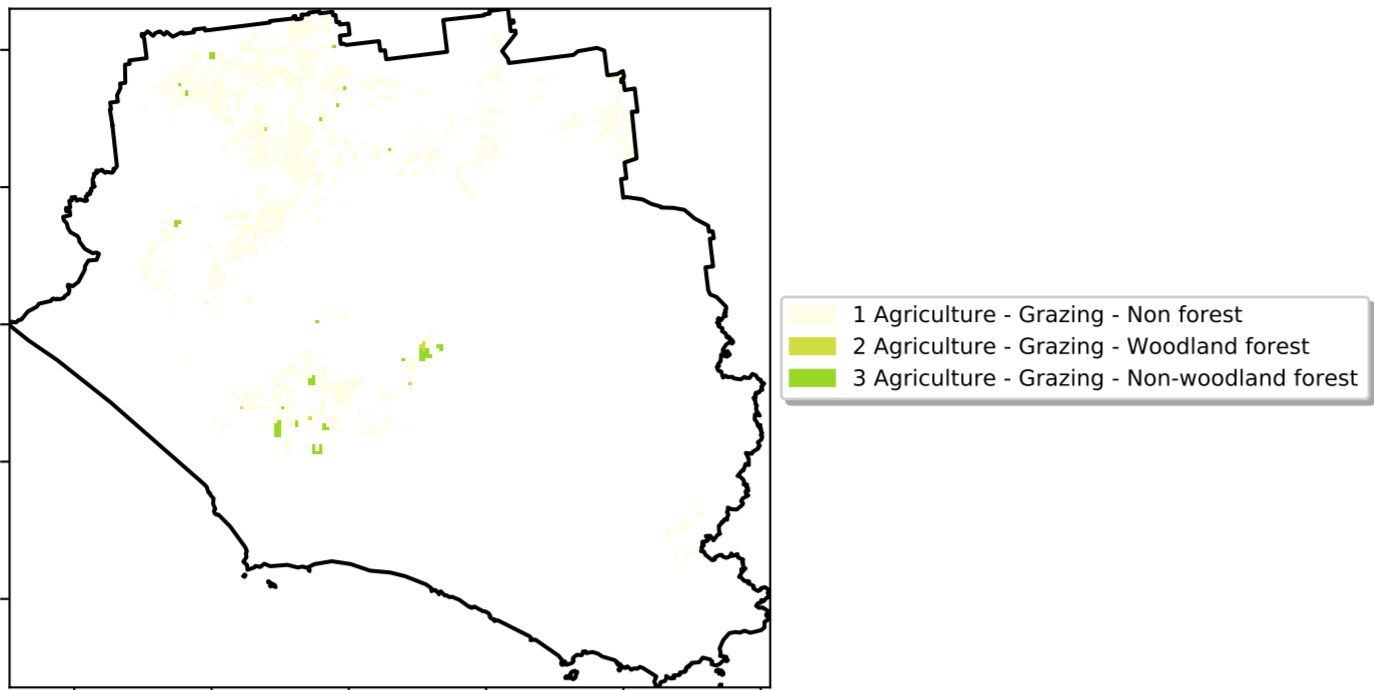 1 Agriculture - Grazing - Non forest
2 Agriculture - Grazing - Woodland forest
3 Agriculture - Grazing - Non-woodland forest